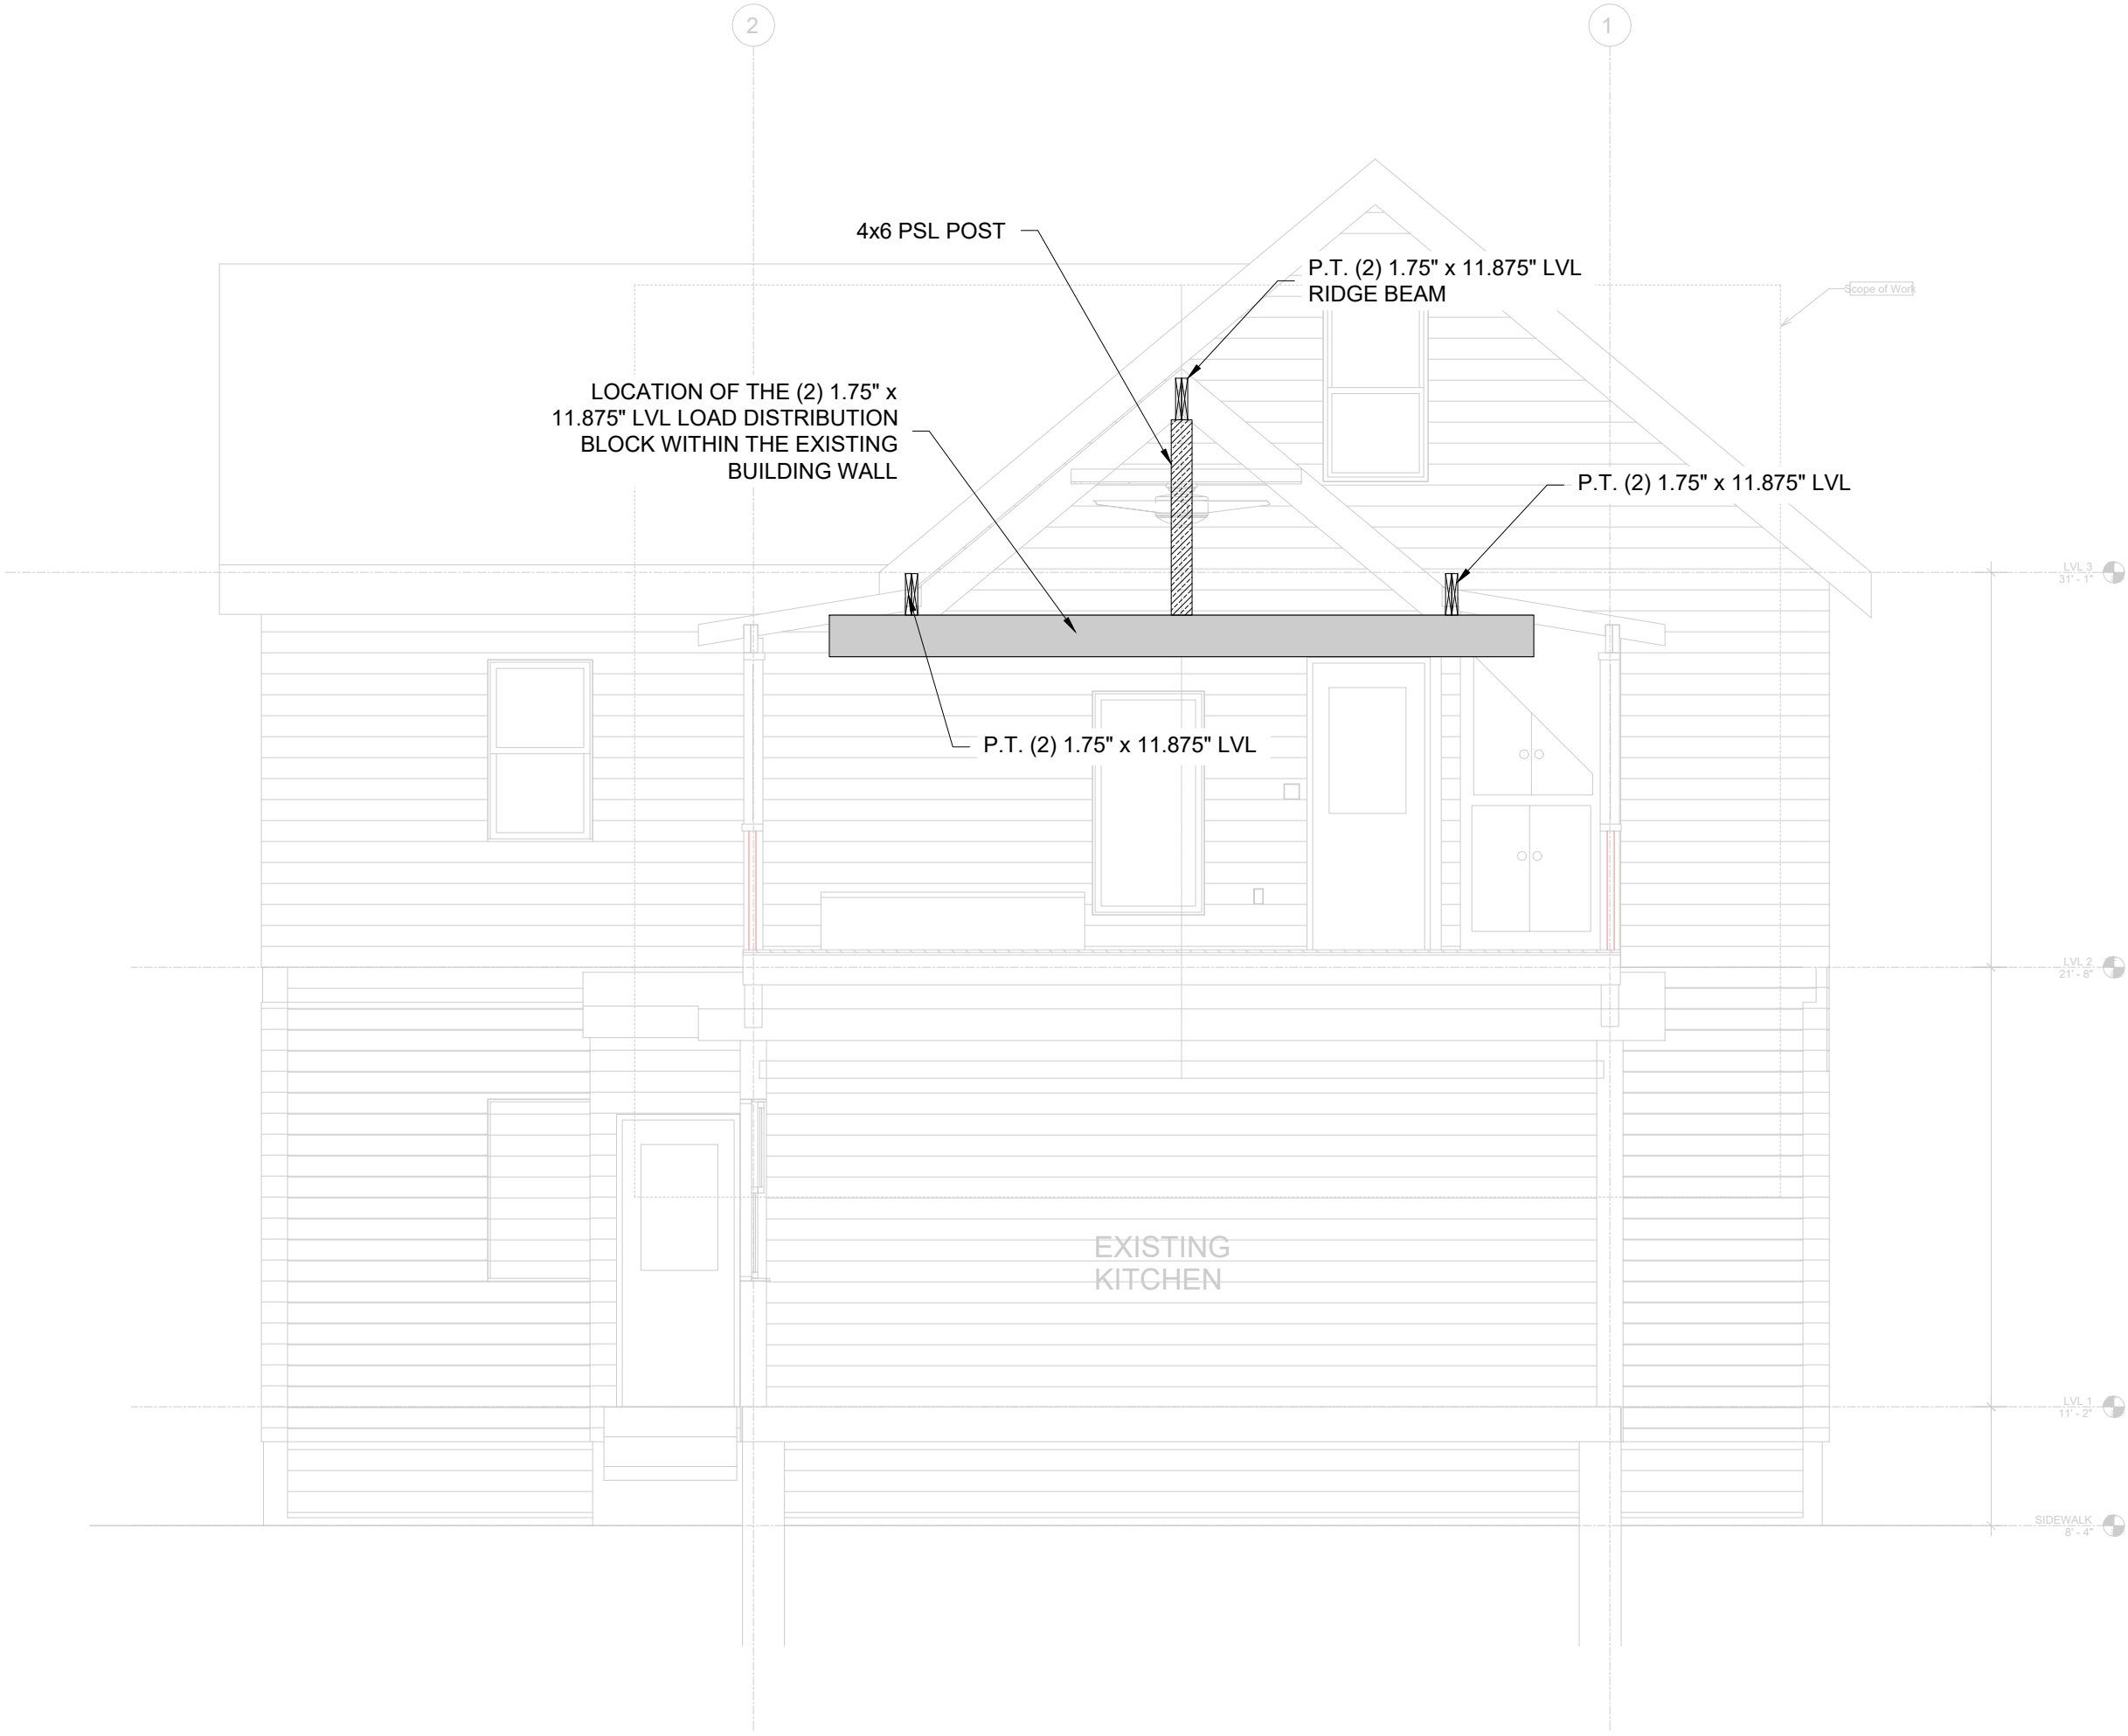 2
1
4x6 PSL POST
P.T. (2) 1.75" x 11.875" LVL
RIDGE BEAM
Scope of Work
LOCATION OF THE (2) 1.75" x
11.875" LVL LOAD DISTRIBUTION
BLOCK WITHIN THE EXISTING
BUILDING WALL
P.T. (2) 1.75" x 11.875" LVL
LVL 3
31' - 1"
P.T. (2) 1.75" x 11.875" LVL
LVL 2
21' - 8"
EXISTING
KITCHEN
LVL 1
11' - 2"
SIDEWALK
8' - 4"